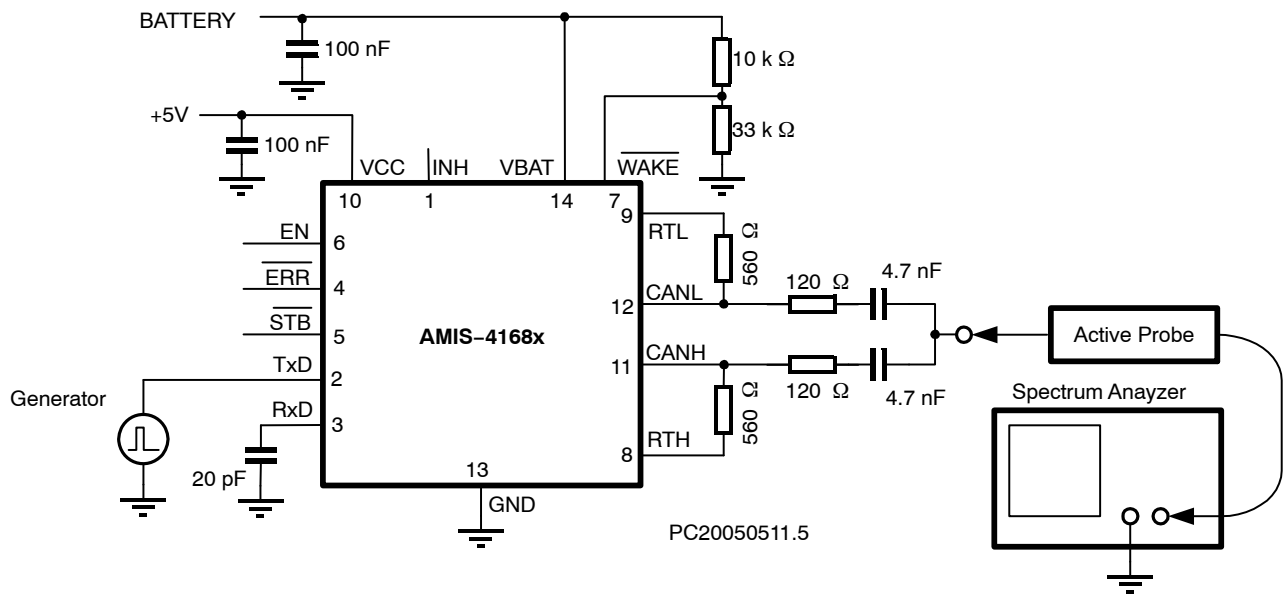 BATTERY
100 nF
10 k Ω
+5V
100 nF
33 k Ω
VCC
INH
VBAT
WAKE
10
1
14
7
9
RTL
EN
6
560 Ω
ERR
4
120 Ω
4.7 nF
CANL
12
STB
5
AMIS–4168x
Active Probe
CANH
11
TxD
2
120 Ω
4.7 nF
Generator
RxD
3
560 Ω
Spectrum Anayzer
RTH
8
20 pF
13
GND
PC20050511.5